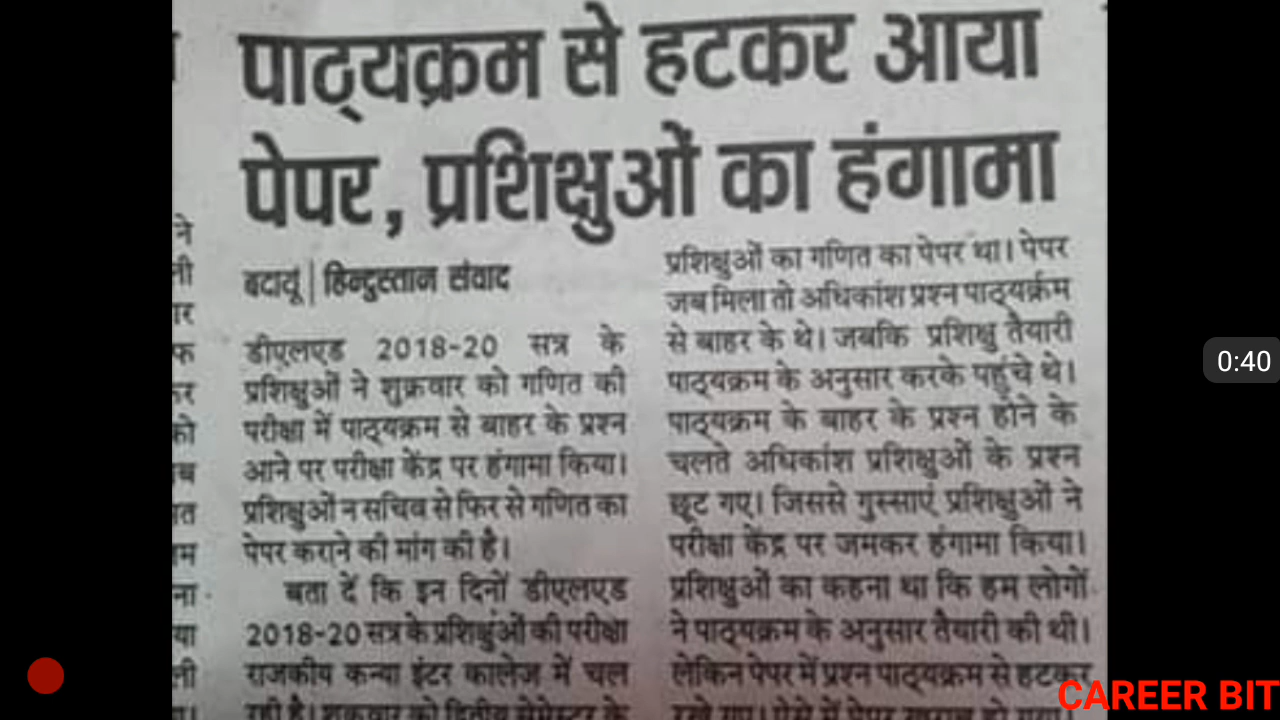 पाठ्यक्रम से हटकर आया
पेपर, प्रशिक्षुओं का हंगामा
बदायूं | हिन्दुस्तान संवाद
डीएलएड 2018-20 सत्र के
प्रशिक्षुओं ने शुक्रवार को गणित की
परीक्षा में पाठ्यक्रम से बाहर के प्रश्न
आने पर परीक्षा केंद्र पर हंगामा किया।
प्रशिक्षुओं न सचिव से फिर से गणित का
पेपर कराने की मांग की है।
बता दें कि इन दिनों डीएलएड
2018-20 सत्र के प्रशिक्षुंओं की परीक्षा
राजकीय कन्या इंटर कालेज में चल
रही है। शुक्रवार को द्वितीय सेमेस्टर के
प्रशिक्षुओं का गणित का पेपर था। पेपर
जब मिला तो अधिकांश प्रश्न पाठ्यर्क्रम
से बाहर के थे। जबकि प्रशिक्षु तैयारी
पाठ्यक्रम के अनुसार करके पहुंचे थे।
पाठ्यक्रम के बाहर के प्रश्न होने के
चलते अधिकांश प्रशिक्षुओं के प्रश्न
छूट गए। जिससे गुस्साएं प्रशिक्षुओं ने
परीक्षा केंद्र पर जमकर हंगामा किया।
प्रशिक्षुओं का कहना था कि हम लोगों
ने पाठ्यक्रम के अनुसार तैयारी की थी।
लेकिन पेपर में प्रश्न पाठ्यक्रम से हटकर
0:40
CAREER BIT